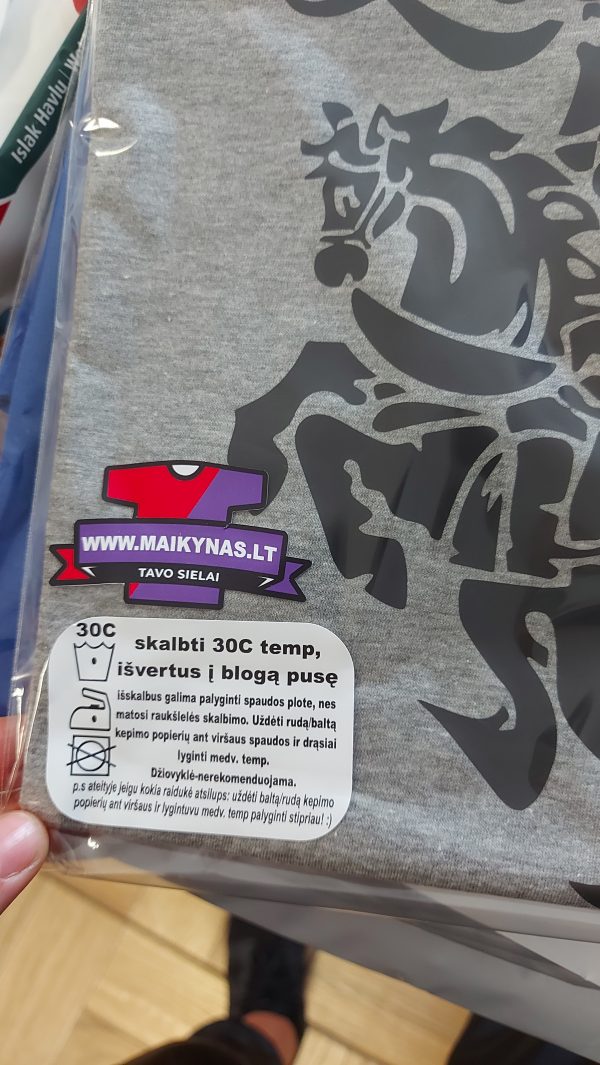 Islak Havlu
WWW.MAIKYNAS.LT
TAVO SIELAI
30C
skalbti 30C temp,
išvertus į blogą pusę
išskalbus galima palyginti spaudos plote, nes
matosi raukšlelės skalbimo. Uždėti rudą/baltą
kepimo popierių ant viršaus spaudos ir drąsiai
lyginti medv. temp.
Džiovyklė-nerekomenduojama.
p.s ateityje jeigu kokia raidukė atsilups: uždėti baltą/rudą kepimo
popierių ant viršaus ir lygintuvu medv. temp palyginti stipriau! :)